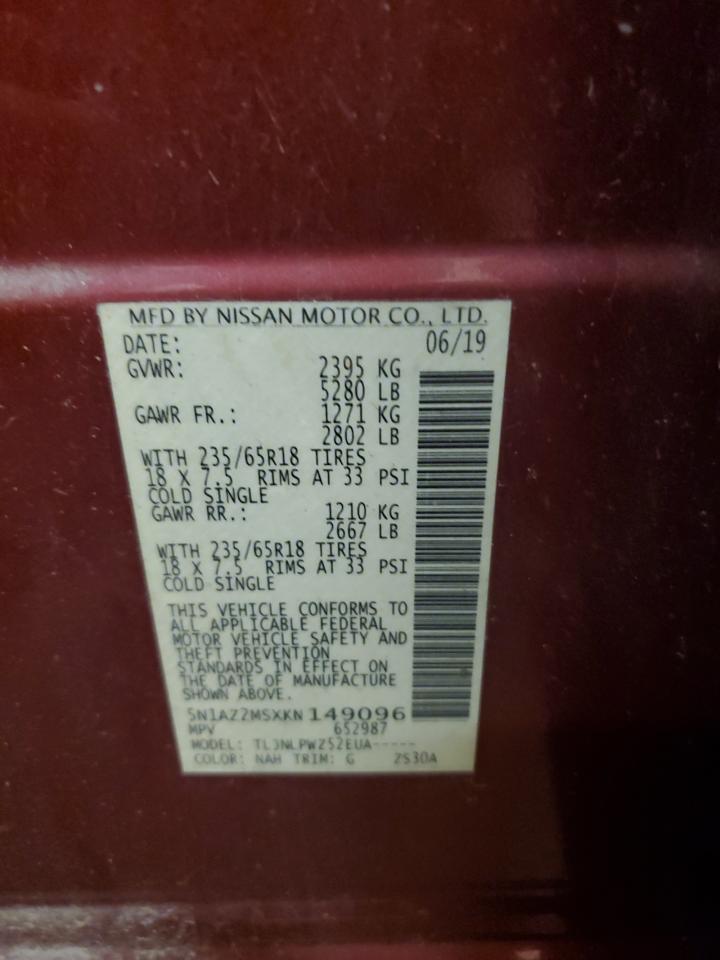 MFD BY NISSAN MOTOR CO., LTD.
DATE: 06/19
GVWR: 2395 KG
5280 LB
GAWR FR.: 1271 KG
2802 LB
WITH 235/65R18 TIRES
18 X 7.5 RIMS AT 33 PSI
COLD SINGLE
GAWR RR.: 1210 KG
2667 LB
WITH 235/65R18 TIRES
18 X 7.5 RIMS AT 33 PSI
COLD SINGLE
THIS VEHICLE CONFORMS TO
ALL APPLICABLE FEDERAL
MOTOR VEHICLE SAFETY AND
THEFT PREVENTION
STANDARDS IN EFFECT ON
THE DATE OF MANUFACTURE
SHOWN ABOVE.
5N1AZ2MSXKN149096
MPV 652987
MODEL: TL3NLPWZ52EUA-----
COLOR: NAH TRIM: G ZS30A